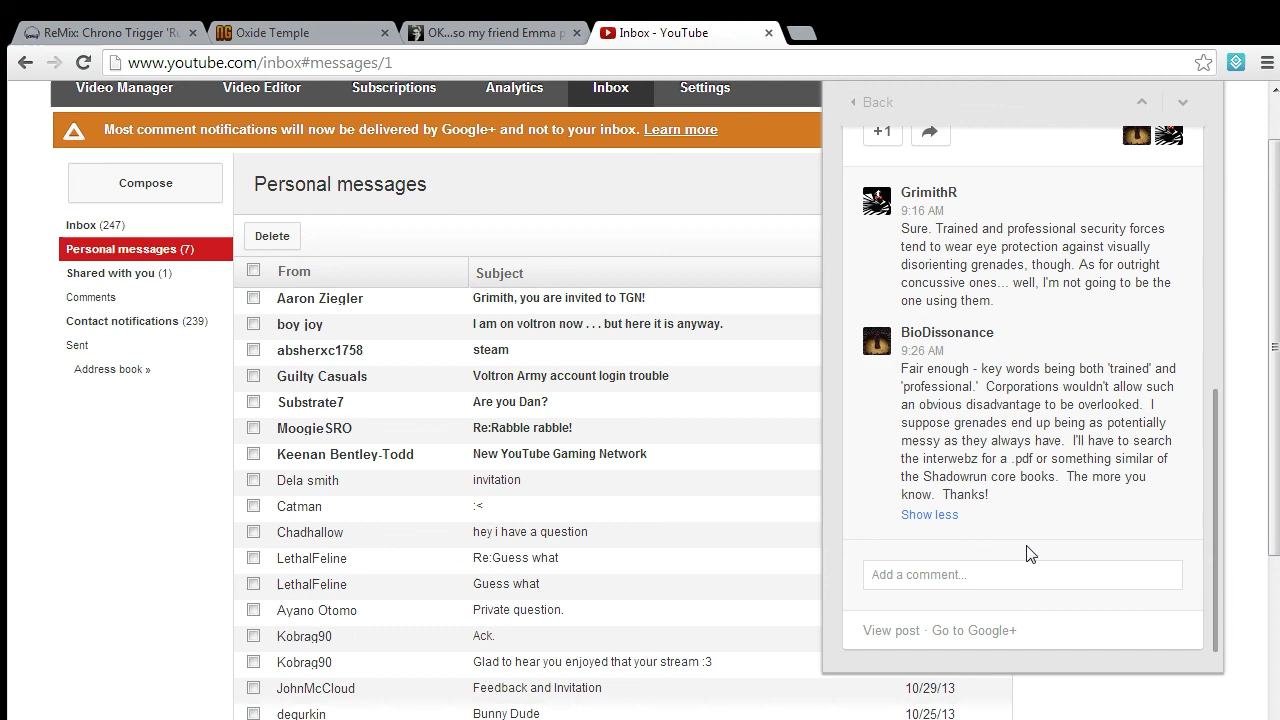 ReMix: Chrono Trigger 'Ru
Oxide Temple
OK...so my friend Emma p
Inbox - YouTube
www.youtube.com/inbox#messages/1
Video Manager
Video Editor
Subscriptions
Analytics
Inbox
Settings
Most comment notifications will now be delivered by Google+ and not to your inbox. Learn more
Compose
Inbox (247)
Personal messages (7)
Shared with you (1)
Comments
Contact notifications (239)
Sent
Address book »
Personal messages
Delete
From Subject
Aaron Ziegler Grimith, you are invited to TGN!
boy joy I am on voltron now . . . but here it is anyway.
absherxc1758 steam
Guilty Casuals Voltron Army account login trouble
Substrate7 Are you Dan?
MoogieSRO Re:Rabble rabble!
Keenan Bentley-Todd New YouTube Gaming Network
Dela smith invitation
Catman :<
Chadhallow hey i have a question
LethalFeline Re:Guess what
LethalFeline Guess what
Ayano Otomo Private question.
Kobrag90 Ack.
Kobrag90 Glad to hear you enjoyed that your stream :3
JohnMcCloud Feedback and Invitation 10/29/13
degurkin Bunny Dude 10/25/13
Back
+1
GrimithR
9:16 AM
Sure. Trained and professional security forces
tend to wear eye protection against visually
disorienting grenades, though. As for outright
concussive ones... well, I'm not going to be the
one using them.
BioDissonance
9:26 AM
Fair enough - key words being both 'trained' and
'professional.' Corporations wouldn't allow such
an obvious disadvantage to be overlooked. I
suppose grenades end up being as potentially
messy as they always have. I'll have to search
the interwebz for a .pdf or something similar of
the Shadowrun core books. The more you
know. Thanks!
Show less
Add a comment...
View post · Go to Google+